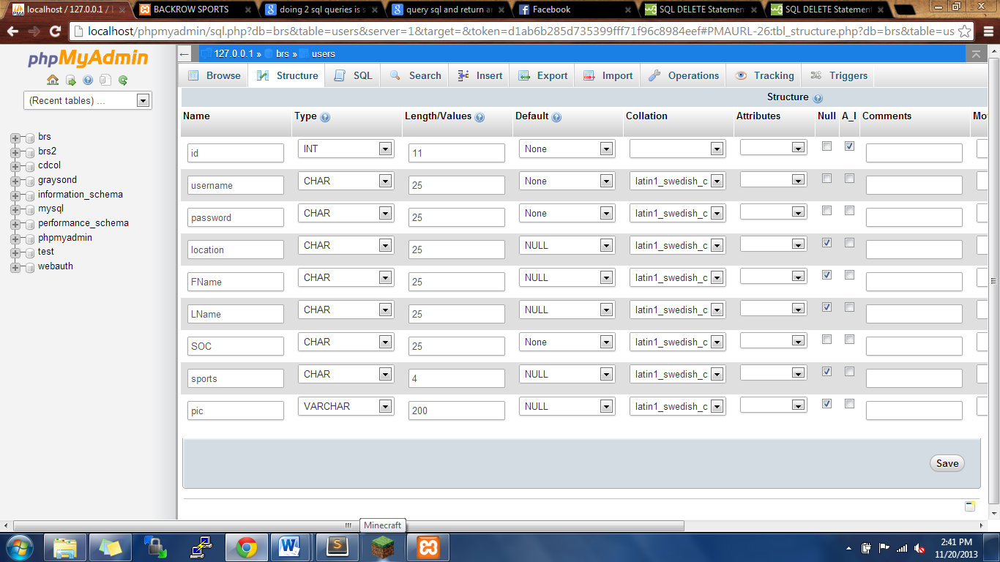 localhost / 127.0.0.1 /
BACKROW SPORTS
doing 2 sql queries is s
query sql and return a
Facebook
SQL DELETE Statemen
SQL DELETE Statement
localhost/phpmyadmin/sql.php?db=brs&table=users&server=1&target=&token=d1ab6b285d735399fff71f96c8984eef#PMAURL-26:tbl_structure.php?db=brs&table=us
phpMyAdmin
(Recent tables) ...
brs
brs2
cdcol
graysond
information_schema
mysql
performance_schema
phpmyadmin
test
webauth
127.0.0.1 » brs » users
Browse Structure SQL Search Insert Export Import Operations Tracking Triggers
Structure
Name Type Length/Values Default Collation Attributes Null A_I Comments Mo
id INT 11 None
username CHAR 25 None latin1_swedish_c
password CHAR 25 None latin1_swedish_c
location CHAR 25 NULL latin1_swedish_c
FName CHAR 25 NULL latin1_swedish_c
LName CHAR 25 NULL latin1_swedish_c
SOC CHAR 25 None latin1_swedish_c
sports CHAR 4 NULL latin1_swedish_c
pic VARCHAR 200 NULL latin1_swedish_c
Save
Minecraft
2:41 PM
11/20/2013